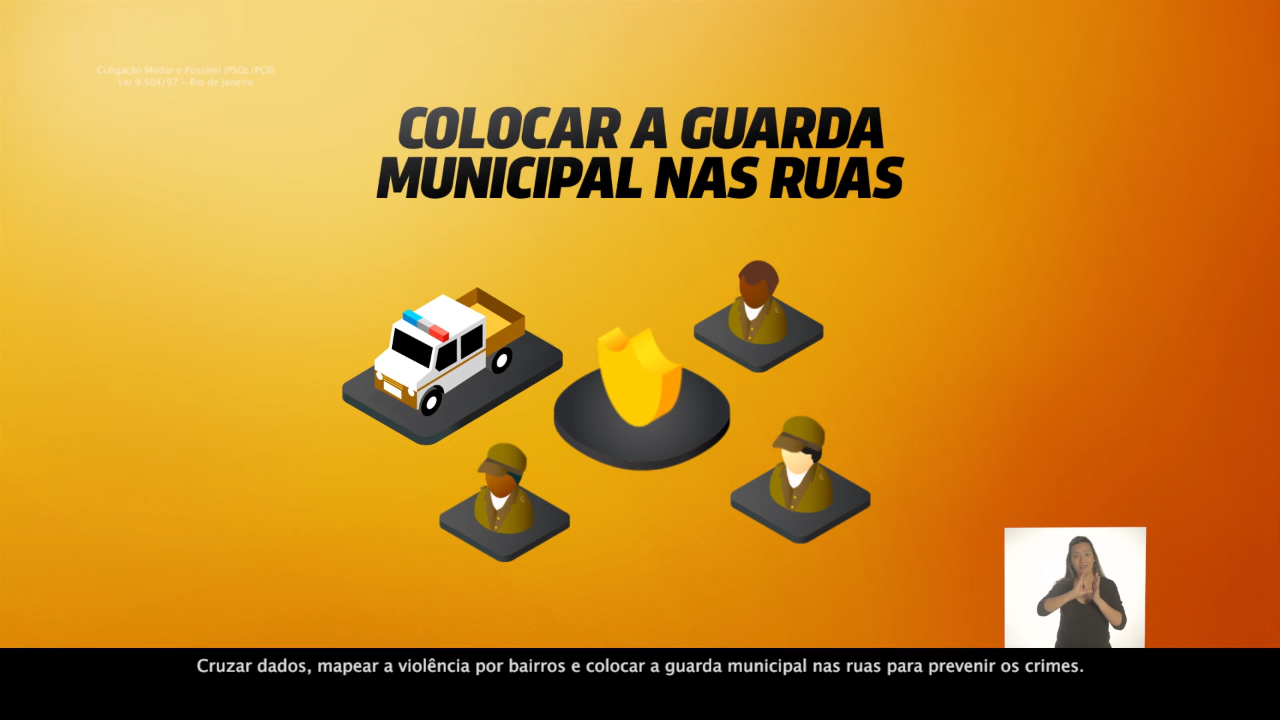 Coligação Mudar é Possível (PSOL/PCB)
Lei 9.504/97 - Rio de Janeiro
COLOCAR A GUARDA
MUNICIPAL NAS RUAS
Cruzar dados, mapear a violência por bairros e colocar a guarda municipal nas ruas para prevenir os crimes.